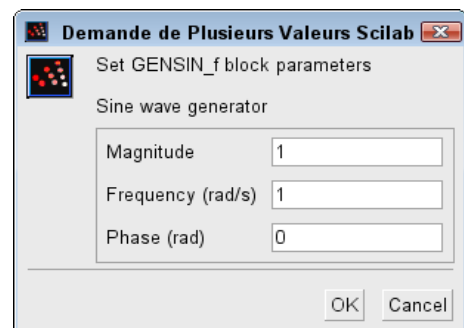 Demande de Plusieurs Valeurs Scilab
Set GENSIN_f block parameters
Sine wave generator
Magnitude 1
Frequency (rad/s) 1
Phase (rad) 0
OK Cancel